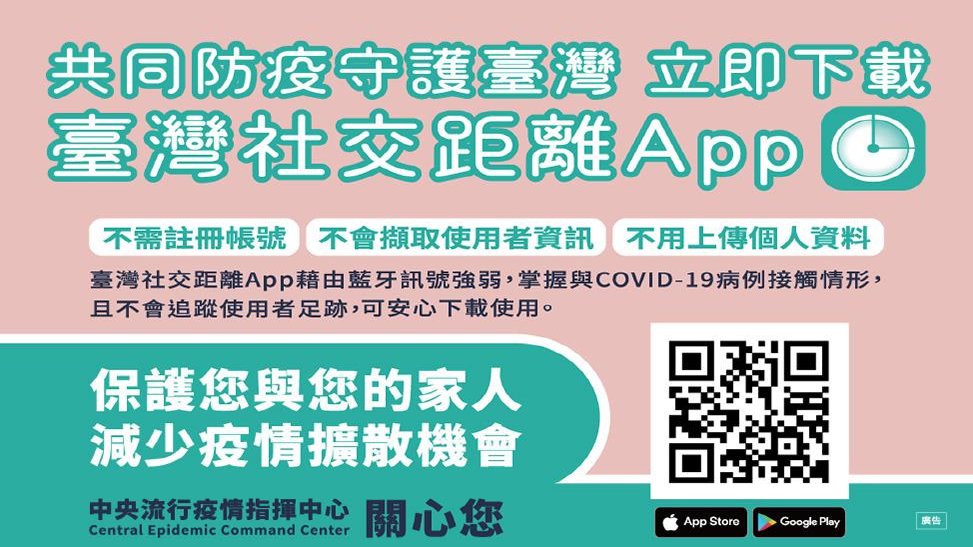 共同防疫守護臺灣 立即下載
臺灣社交距離App
不需註冊帳號 不會擷取使用者資訊 不用上傳個人資料
臺灣社交距離App藉由藍牙訊號強弱,掌握與COVID-19病例接觸情形,
且不會追蹤使用者足跡,可安心下載使用。
保護您與您的家人
減少疫情擴散機會
中央流行疫情指揮中心 關心您
Central Epidemic Command Center
App Store Google Play
廣告